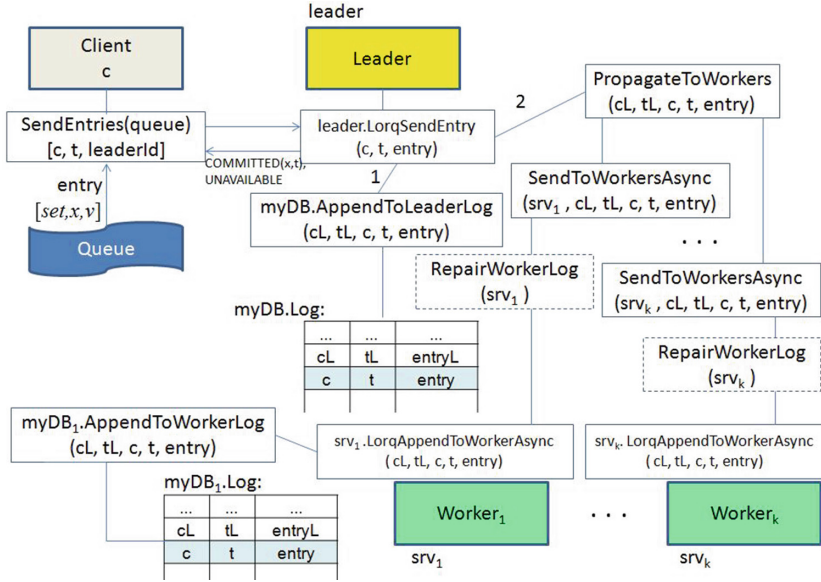 leader
Client
c
Leader
SendEntries(queue)
[c, t, leaderId]
leader.LorqSendEntry
(c, t, entry)
2
PropagateToWorkers
(cL, tL, c, t, entry)
COMMITTED(x,t),
UNAVAILABLE
1
entry
[set,x,v]
Queue
myDB.AppendToLeaderLog
(cL, tL, c, t, entry)
SendToWorkersAsync
(srv1 , cL, tL, c, t, entry)
. . .
RepairWorkerLog
(srv1 )
SendToWorkersAsync
(srvk , cL, tL, c, t, entry)
myDB.Log:
... ... ...
cL tL entryL
c t entry
RepairWorkerLog
(srvk )
myDB1.AppendToWorkerLog
(cL, tL, c, t, entry)
srv1 .LorqAppendToWorkerAsync
( cL, tL, c, t, entry)
srvk. LorqAppendToWorkerAsync
( cL, tL, c, t, entry)
myDB1.Log:
... ... ...
cL tL entryL
c t entry
Worker1
. . .
Workerk
srv1
srvk